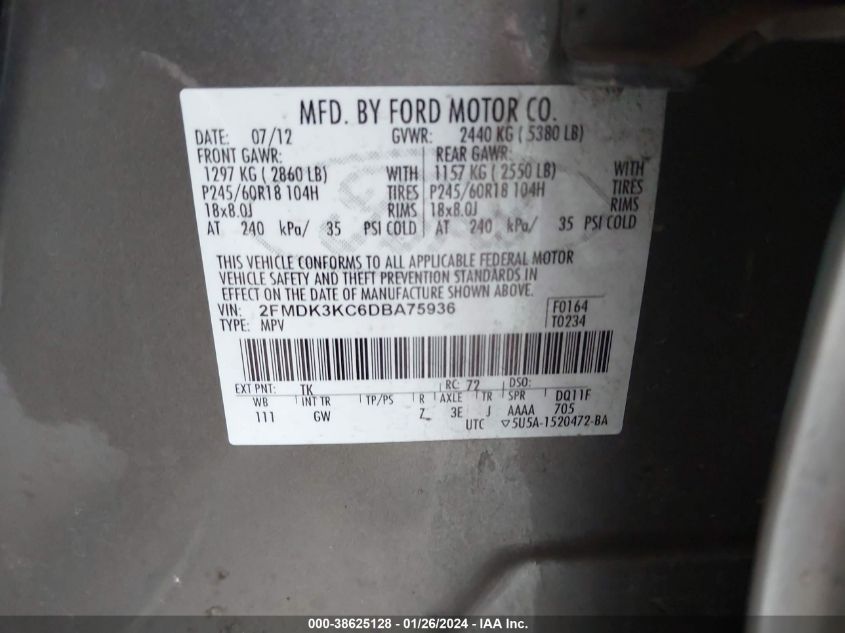 MFD. BY FORD MOTOR CO.
DATE: 07/12 GVWR: 2440 KG ( 5380 LB)
FRONT GAWR: REAR GAWR:
1297 KG ( 2860 LB) WITH 1157 KG ( 2550 LB) WITH
P245/60R18 104H TIRES P245/60R18 104H TIRES
18x8.0J RIMS 18x8.0J RIMS
AT 240 kPa/ 35 PSI COLD AT 240 kPa/ 35 PSI COLD
THIS VEHICLE CONFORMS TO ALL APPLICABLE FEDERAL MOTOR
VEHICLE SAFETY AND THEFT PREVENTION STANDARDS IN
EFFECT ON THE DATE OF MANUFACTURE SHOWN ABOVE.
VIN: 2FMDK3KC6DBA75936 F0164
TYPE: MPV T0234
EXT PNT: TK RC: 72 DSO:
WB INT TR TP/PS R AXLE TR SPR DQ11F
111 GW Z 3E J AAAA 705
UTC ▽5U5A-1520472-BA
000-38625128 - 01/26/2024 - IAA Inc.